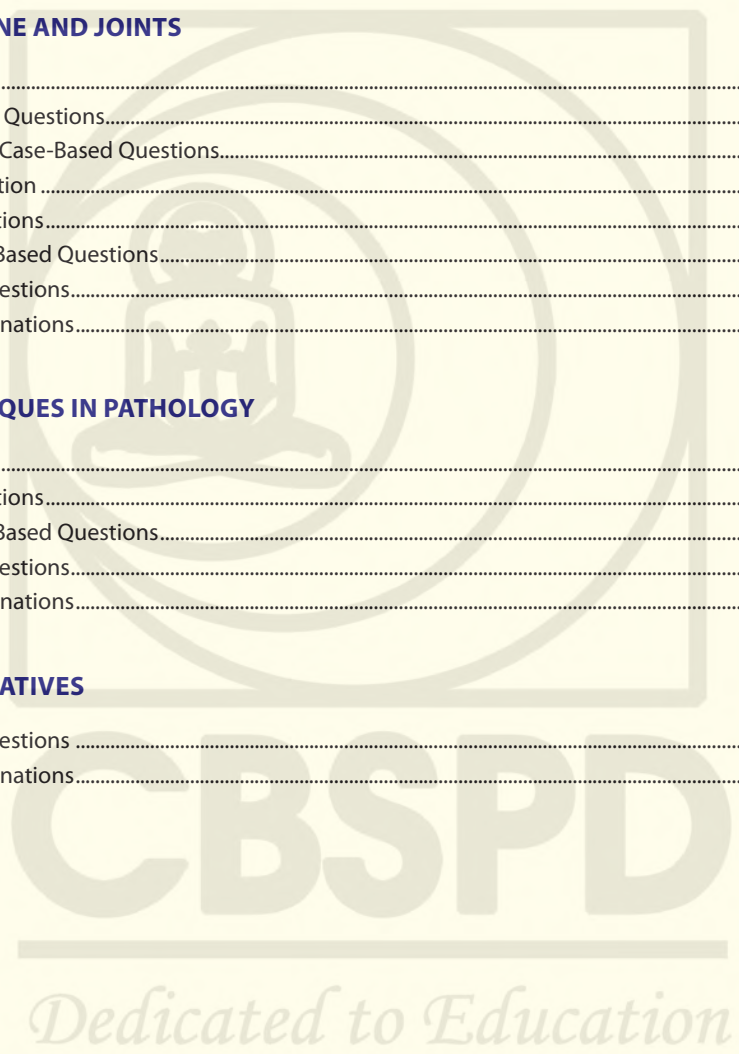 NE AND JOINTS
...........................................................................
Questions...........................................................................
Case-Based Questions...........................................................................
tion ...........................................................................
tions...........................................................................
Based Questions...........................................................................
estions...........................................................................
nations...........................................................................
QUES IN PATHOLOGY
...........................................................................
tions...........................................................................
Based Questions...........................................................................
estions...........................................................................
nations...........................................................................
ATIVES
estions ...........................................................................
nations...........................................................................
CBSPD
Dedicated to Education